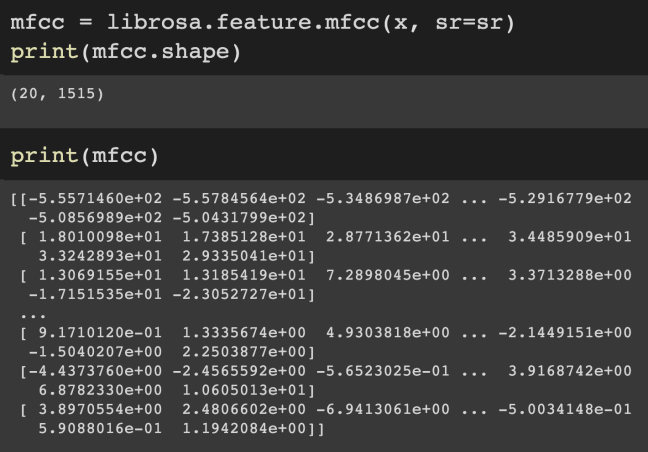 mfcc = librosa.feature.mfcc(x, sr=sr)
print(mfcc.shape)
(20, 1515)
print(mfcc)
[[-5.5571460e+02 -5.5784564e+02 -5.3486987e+02 ... -5.2916779e+02
  -5.0856989e+02 -5.0431799e+02]
 [ 1.8010098e+01  1.7385128e+01  2.8771362e+01 ...  3.4485909e+01
   3.3242893e+01  2.9335041e+01]
 [ 1.3069155e+01  1.3185419e+01  7.2898045e+00 ...  3.3713288e+00
  -1.7151535e+01 -2.3052727e+01]
 ...
 [ 9.1710120e-01  1.3335674e+00  4.9303818e+00 ... -2.1449151e+00
  -1.5040207e+00  2.2503877e+00]
 [-4.4373760e+00 -2.4565592e+00 -5.6523025e-01 ...  3.9168742e+00
   6.8782330e+00  1.0605013e+01]
 [ 3.8970554e+00  2.4806602e+00 -6.9413061e+00 ... -5.0034148e-01
   5.9088016e-01  1.1942084e+00]]